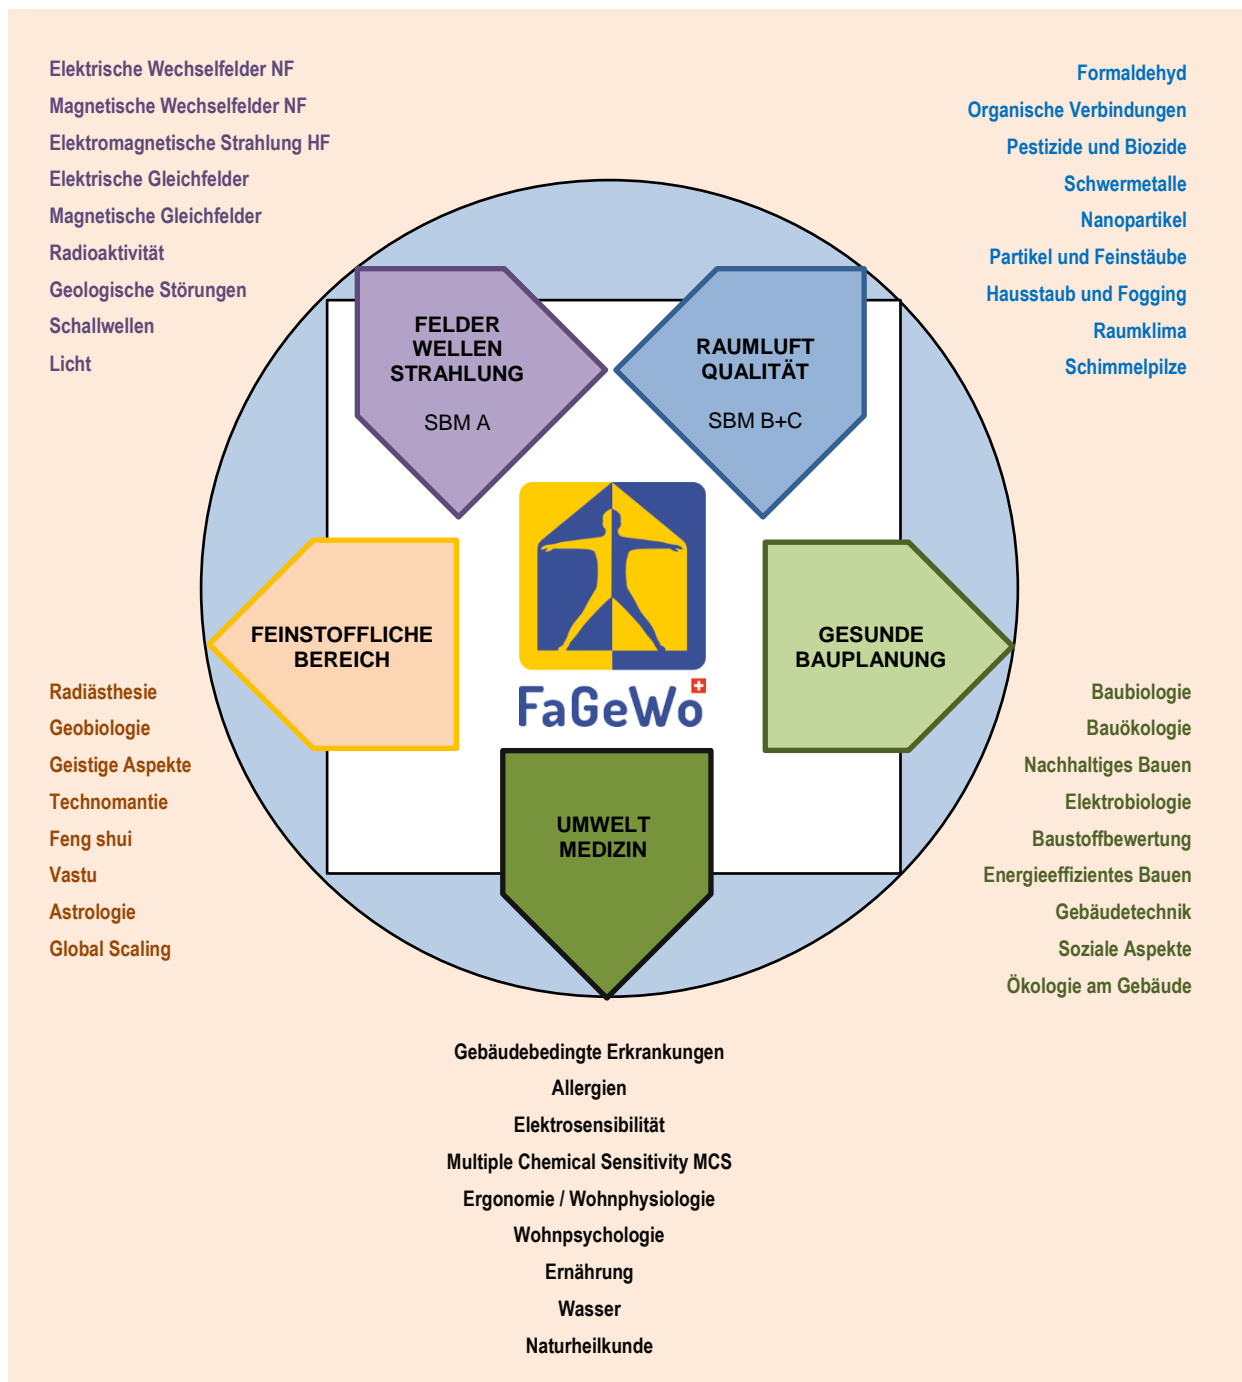 Elektrische Wechselfelder NF
Magnetische Wechselfelder NF
Elektromagnetische Strahlung HF
Elektrische Gleichfelder
Magnetische Gleichfelder
Radioaktivität
Geologische Störungen
Schallwellen
Licht
Formaldehyd
Organische Verbindungen
Pestizide und Biozide
Schwermetalle
Nanopartikel
Partikel und Feinstäube
Hausstaub und Fogging
Raumklima
Schimmelpilze
FELDER
WELLEN
STRAHLUNG
SBM A
RAUMLUFT
QUALITÄT
SBM B+C
FEINSTOFFLICHE
BEREICH
FaGeWo
GESUNDE
BAUPLANUNG
UMWELT
MEDIZIN
Radiästhesie
Geobiologie
Geistige Aspekte
Technomantie
Feng shui
Vastu
Astrologie
Global Scaling
Baubiologie
Bauökologie
Nachhaltiges Bauen
Elektrobiologie
Baustoffbewertung
Energieeffizientes Bauen
Gebäudetechnik
Soziale Aspekte
Ökologie am Gebäude
Gebäudebedingte Erkrankungen
Allergien
Elektrosensibilität
Multiple Chemical Sensitivity MCS
Ergonomie / Wohnphysiologie
Wohnpsychologie
Ernährung
Wasser
Naturheilkunde